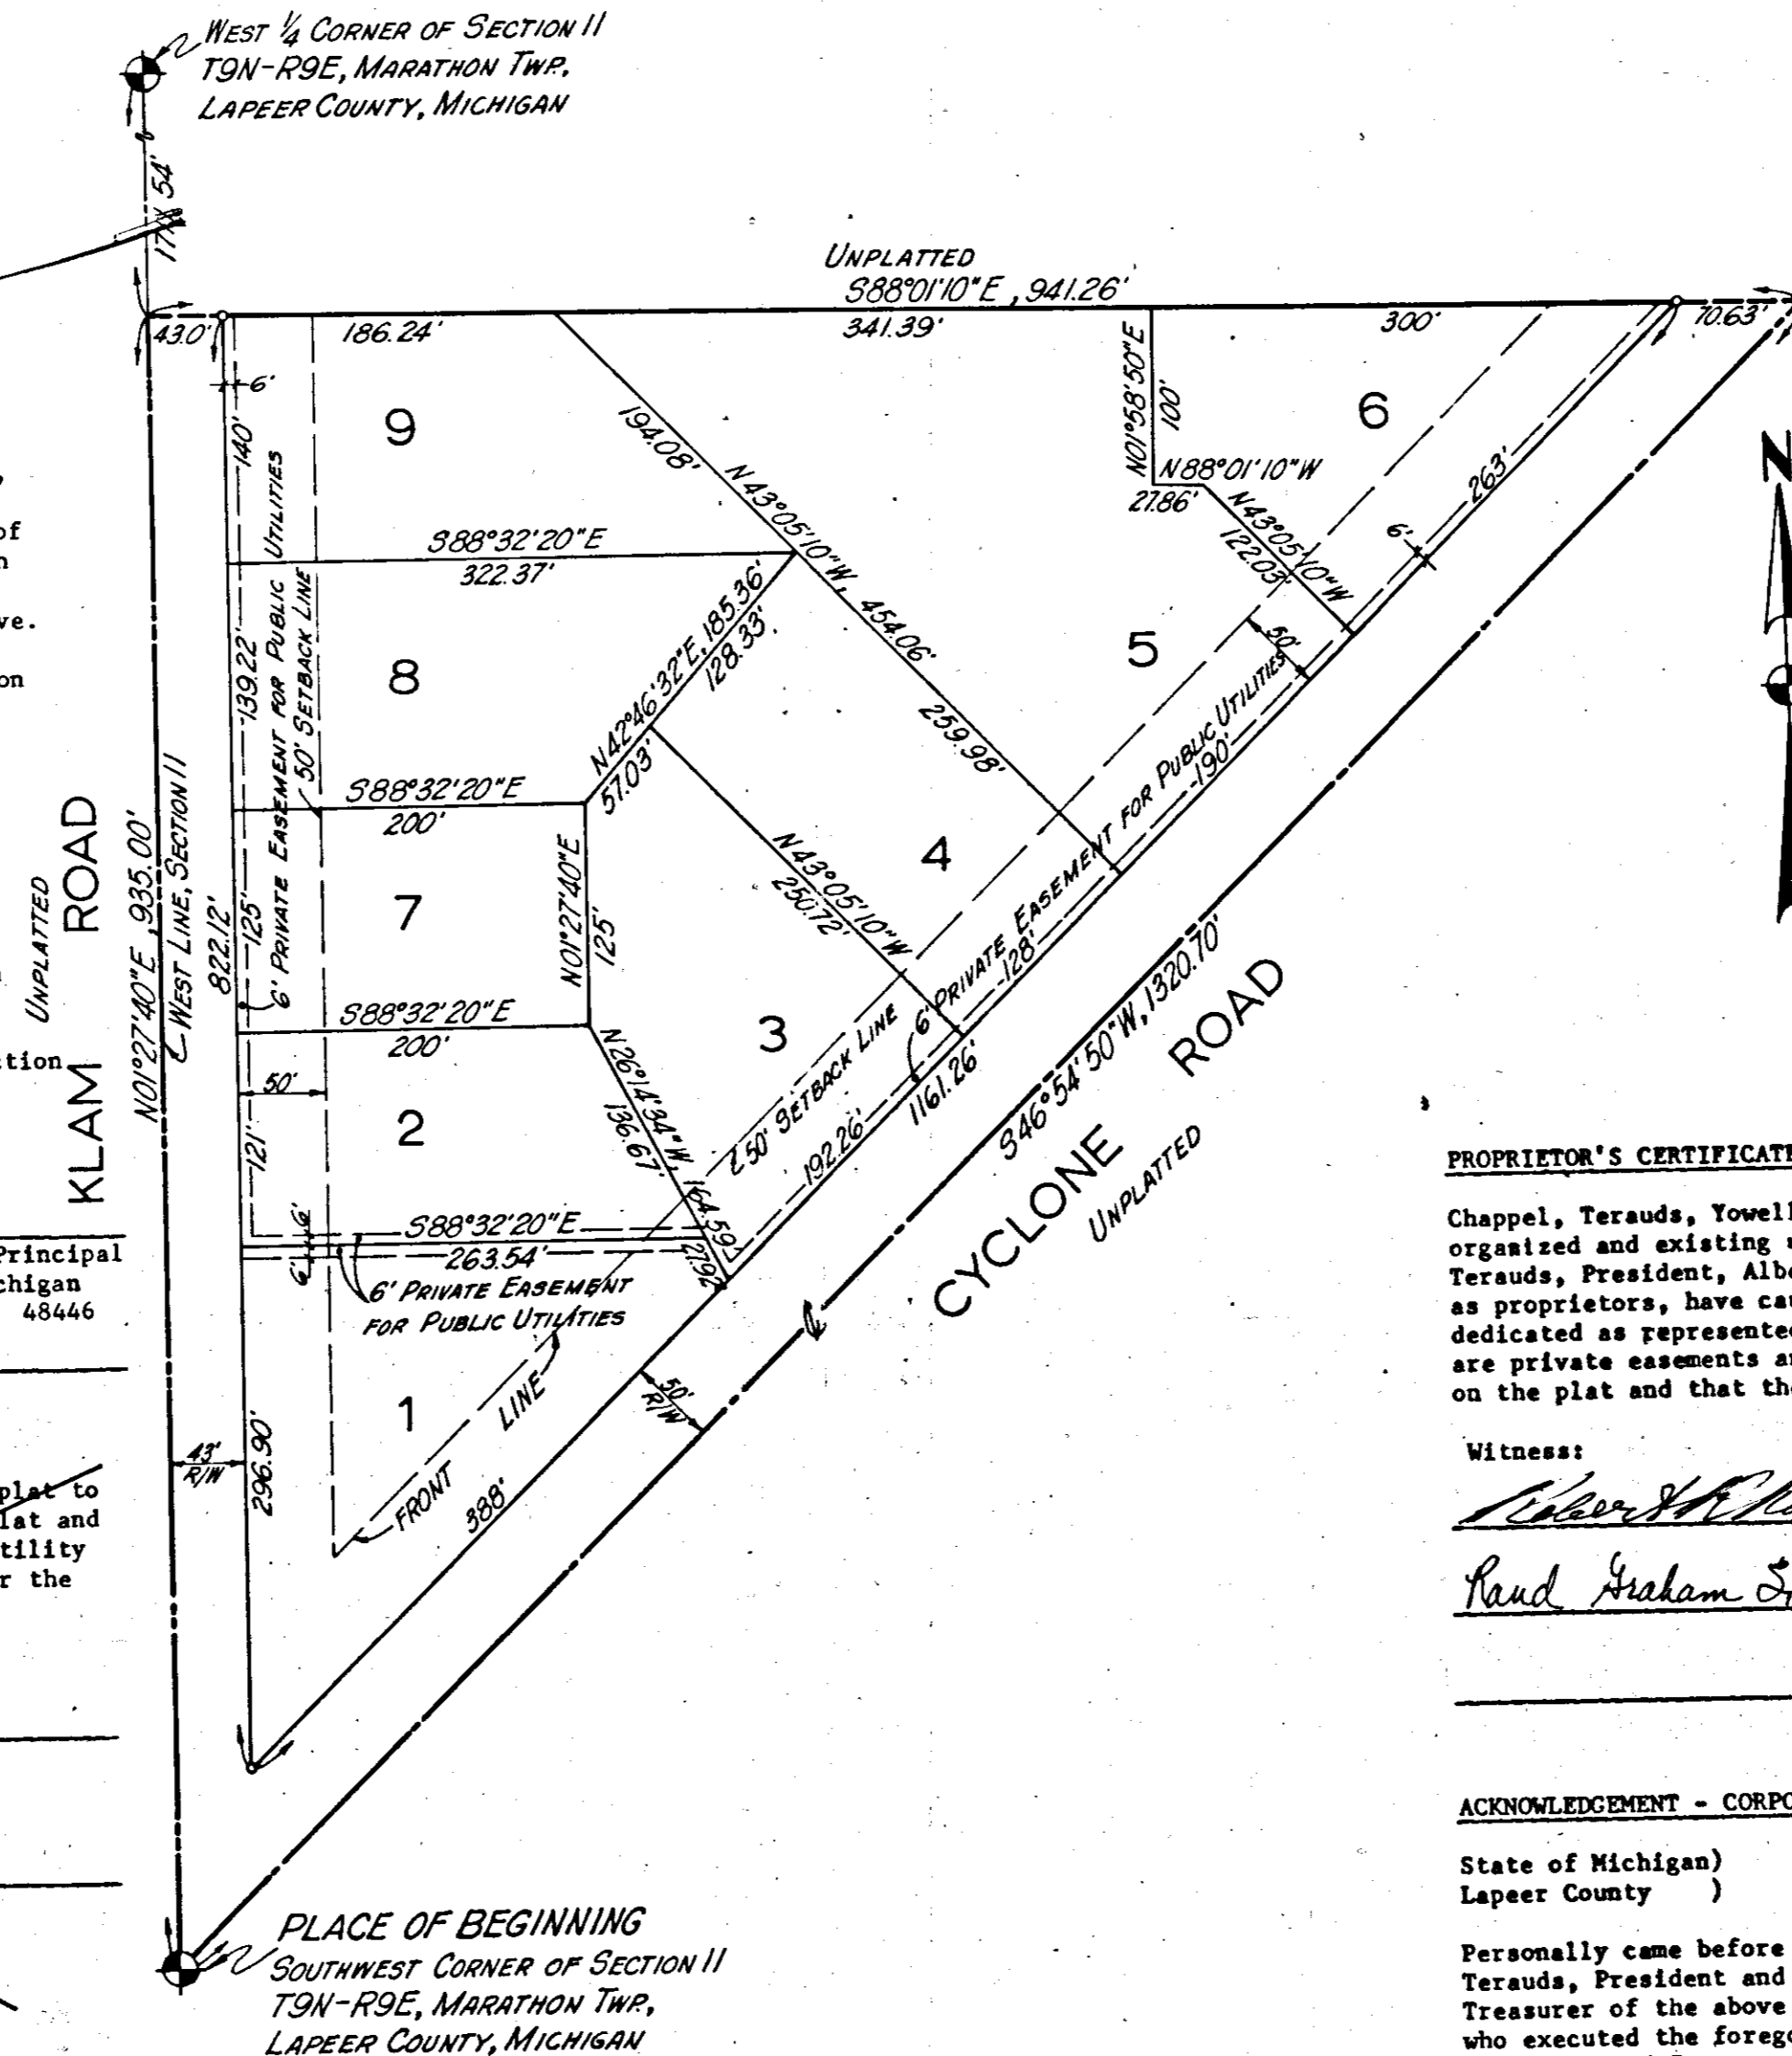 WEST 1/4 CORNER OF SECTION 11
T9N-R9E, MARATHON TWP.,
LAPEER COUNTY, MICHIGAN
UNPLATTED
S88°01'10"E, 941.26'
43.0'
186.24'
341.39'
300'
70.63'
6'
140'
9
194.08'
N43°05'10"W, 454.06'
N01°58'50"E
100'
6
N88°01'10"W
27.86'
N43°05'10"W
122.03'
263'
6'
N
of
ve.
on
S88°32'20"E
322.37'
139.22'
6' PRIVATE EASEMENT FOR PUBLIC UTILITIES
50' SETBACK LINE
8
N42°46'32"E, 185.36'
128.33'
57.03'
5
50'
259.98'
190'
S88°32'20"E
200'
7
N01°27'40"E
125'
4
N43°05'10"W
250.72'
6' PRIVATE EASEMENT FOR PUBLIC UTILITIES
128'
UNPLATTED
KLAM ROAD
N01°27'40"E, 935.00'
WEST LINE, SECTION 11
822.12'
125'
S88°32'20"E
200'
3
50' SETBACK LINE
192.26'
1161.26'
S46°54'50"W, 1320.70'
CYCLONE ROAD
UNPLATTED
ction
50'
121'
2
N26°14'34"W, 164.59'
136.67'
27.92'
6'
6'
S88°32'20"E
263.54'
6' PRIVATE EASEMENT
FOR PUBLIC UTILITIES
Principal
chigan
48446
1
FRONT LINE
50'
R/W
43'
R/W
296.90'
388'
plat to
lat and
tility
r the
PLACE OF BEGINNING
SOUTHWEST CORNER OF SECTION 11
T9N-R9E, MARATHON TWP.,
LAPEER COUNTY, MICHIGAN
PROPRIETOR'S CERTIFICATE
Chappel, Terauds, Yowell
organized and existing
Terauds, President, Albe
as proprietors, have cau
dedicated as represented
are private easements a
on the plat and that th
Witness:
Rand Graham
ACKNOWLEDGEMENT - CORPO
State of Michigan)
Lapeer County )
Personally came before
Terauds, President and
Treasurer of the above
who executed the forego